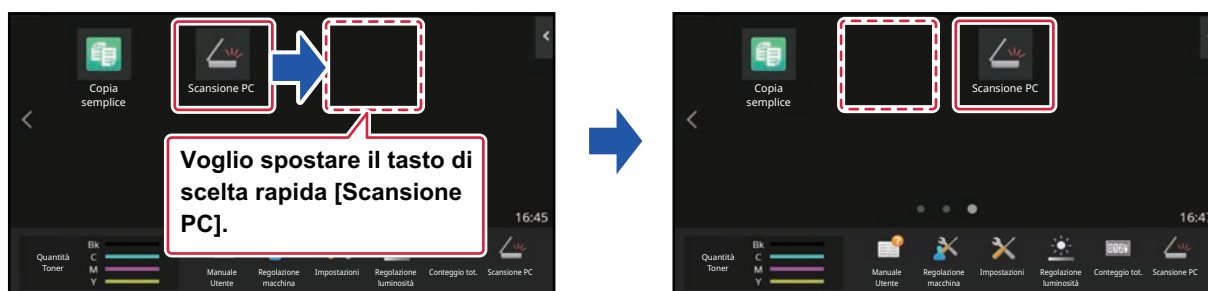 Copia
semplice
Scansione PC
Voglio spostare il tasto di
scelta rapida [Scansione
PC].
16:45
Quantità
Toner
Bk
C
M
Y
Manuale
Utente
Regolazione
macchina
Impostazioni
Regolazione
luminosità
Conteggio tot.
Scansione PC
Copia
semplice
Scansione PC
16:47
Quantità
Toner
Bk
C
M
Y
Manuale
Utente
Regolazione
macchina
Impostazioni
Regolazione
luminosità
Conteggio tot.
Scansione PC